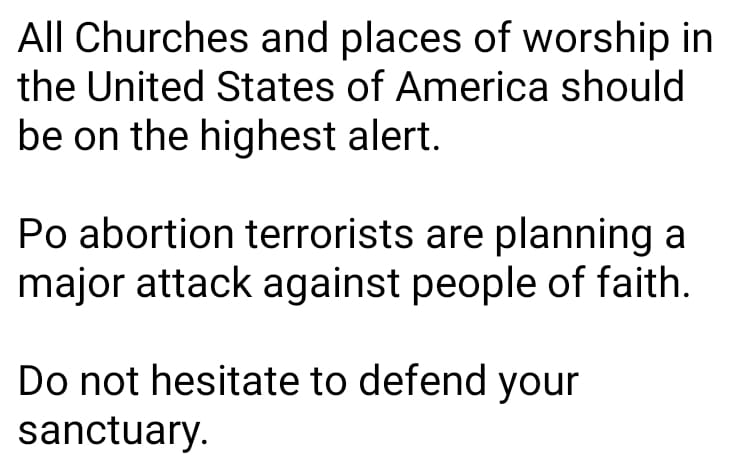 All Churches and places of worship in
the United States of America should
be on the highest alert.
Po abortion terrorists are planning a
major attack against people of faith.
Do not hesitate to defend your
sanctuary.